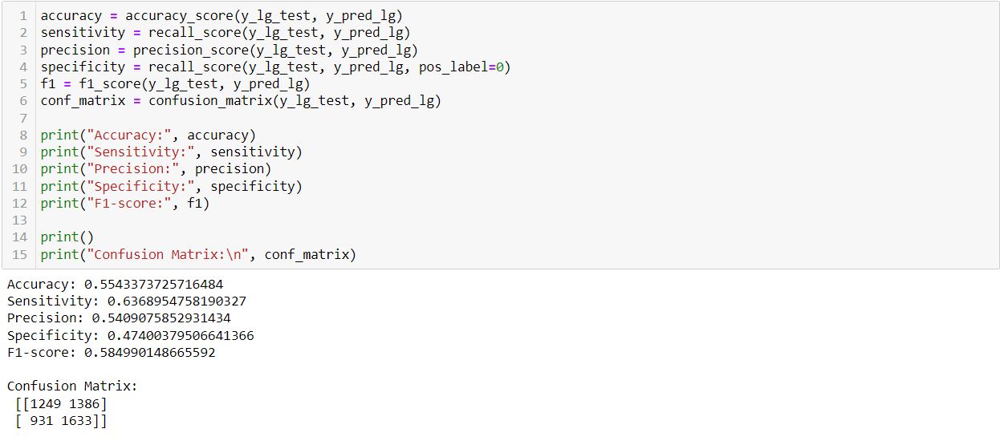 1 accuracy = accuracy_score(y_lg_test, y_pred_lg)
2 sensitivity = recall_score(y_lg_test, y_pred_lg)
3 precision = precision_score(y_lg_test, y_pred_lg)
4 specificity = recall_score(y_lg_test, y_pred_lg, pos_label=0)
5 f1 = f1_score(y_lg_test, y_pred_lg)
6 conf_matrix = confusion_matrix(y_lg_test, y_pred_lg)
7
8 print("Accuracy:", accuracy)
9 print("Sensitivity:", sensitivity)
10 print("Precision:", precision)
11 print("Specificity:", specificity)
12 print("F1-score:", f1)
13
14 print()
15 print("Confusion Matrix:\n", conf_matrix)
Accuracy: 0.5543373725716484
Sensitivity: 0.6368954758190327
Precision: 0.5409075852931434
Specificity: 0.47400379506641366
F1-score: 0.584990148665592
Confusion Matrix:
[[1249 1386]
[ 931 1633]]